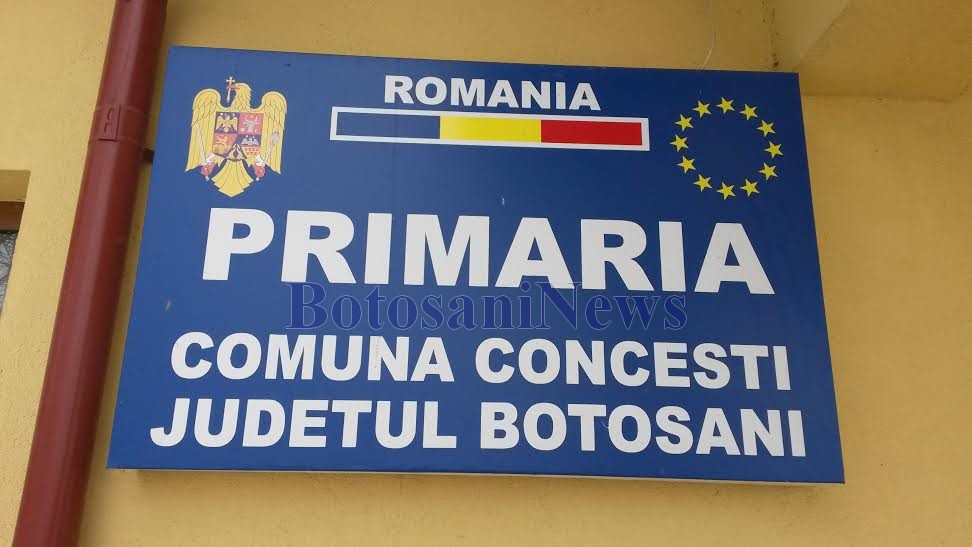 ROMANIA
PRIMARIA
BotosaniNews
COMUNA CONCESTI
JUDETUL BOTOSANI